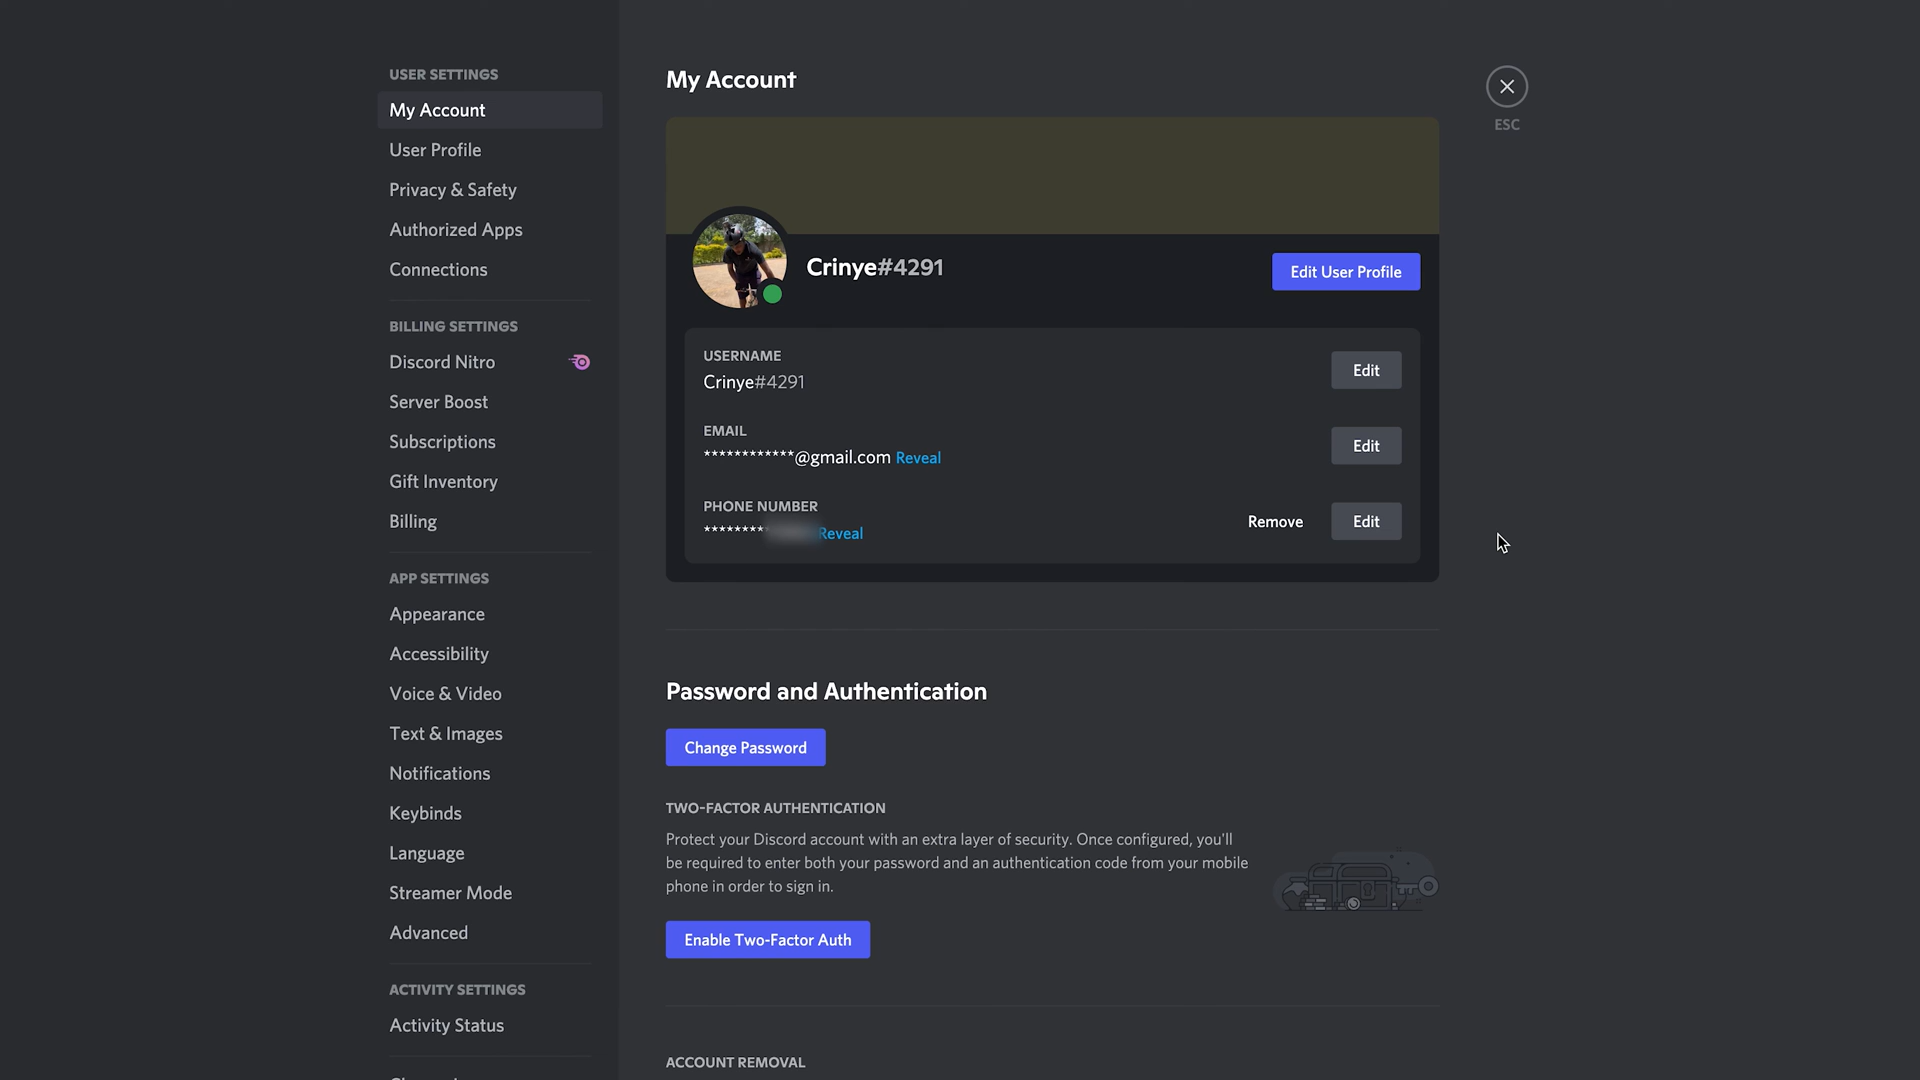 USER SETTINGS
My Account
User Profile
Privacy & Safety
Authorized Apps
Connections
BILLING SETTINGS
Discord Nitro
Server Boost
Subscriptions
Gift Inventory
Billing
APP SETTINGS
Appearance
Accessibility
Voice & Video
Text & Images
Notifications
Keybinds
Language
Streamer Mode
Advanced
ACTIVITY SETTINGS
Activity Status
My Account
ESC
Crinye#4291
Edit User Profile
USERNAME
Crinye#4291
Edit
EMAIL
************@gmail.com Reveal
Edit
PHONE NUMBER
******** Reveal
Remove
Edit
Password and Authentication
Change Password
TWO-FACTOR AUTHENTICATION
Protect your Discord account with an extra layer of security. Once configured, you'll
be required to enter both your password and an authentication code from your mobile
phone in order to sign in.
Enable Two-Factor Auth
ACCOUNT REMOVAL